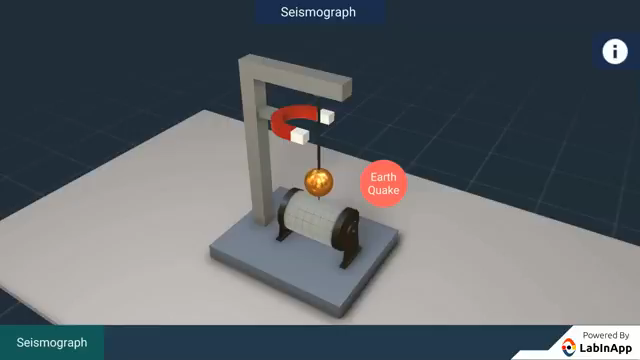 Seismograph
i
Earth
Quake
Seismograph
Powered By
LabInApp